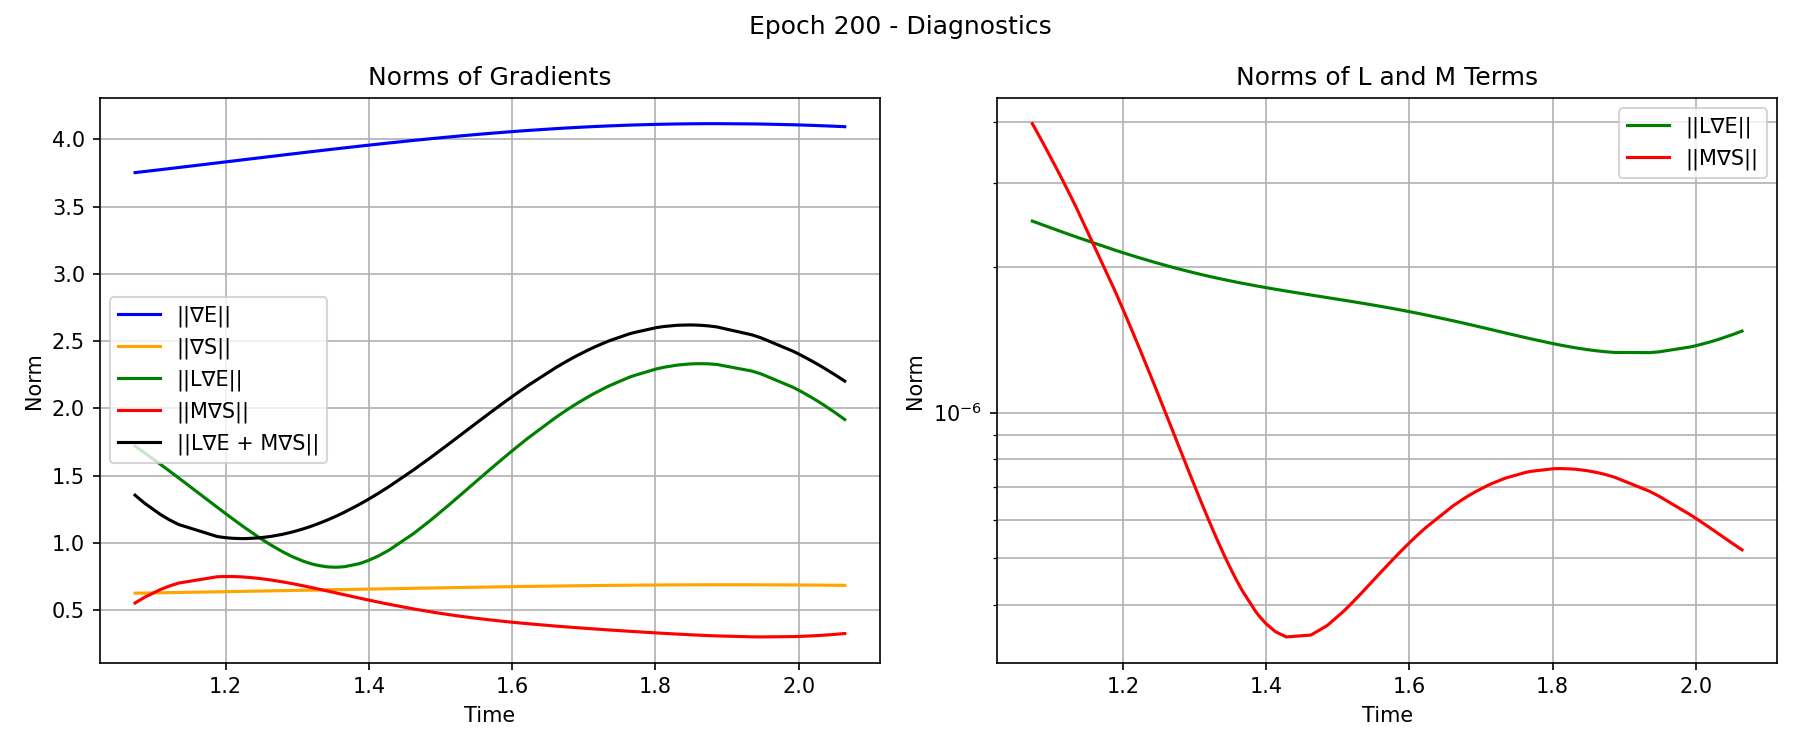 Epoch 200 - Diagnostics
Norms of Gradients
Norm
4.0
3.5
3.0
2.5
2.0
1.5
1.0
0.5
||∇E||
||∇S||
||L∇E||
||M∇S||
||L∇E + M∇S||
1.2
1.4
1.6
1.8
2.0
Time
Norms of L and M Terms
Norm
10⁻⁶
||L∇E||
||M∇S||
1.2
1.4
1.6
1.8
2.0
Time